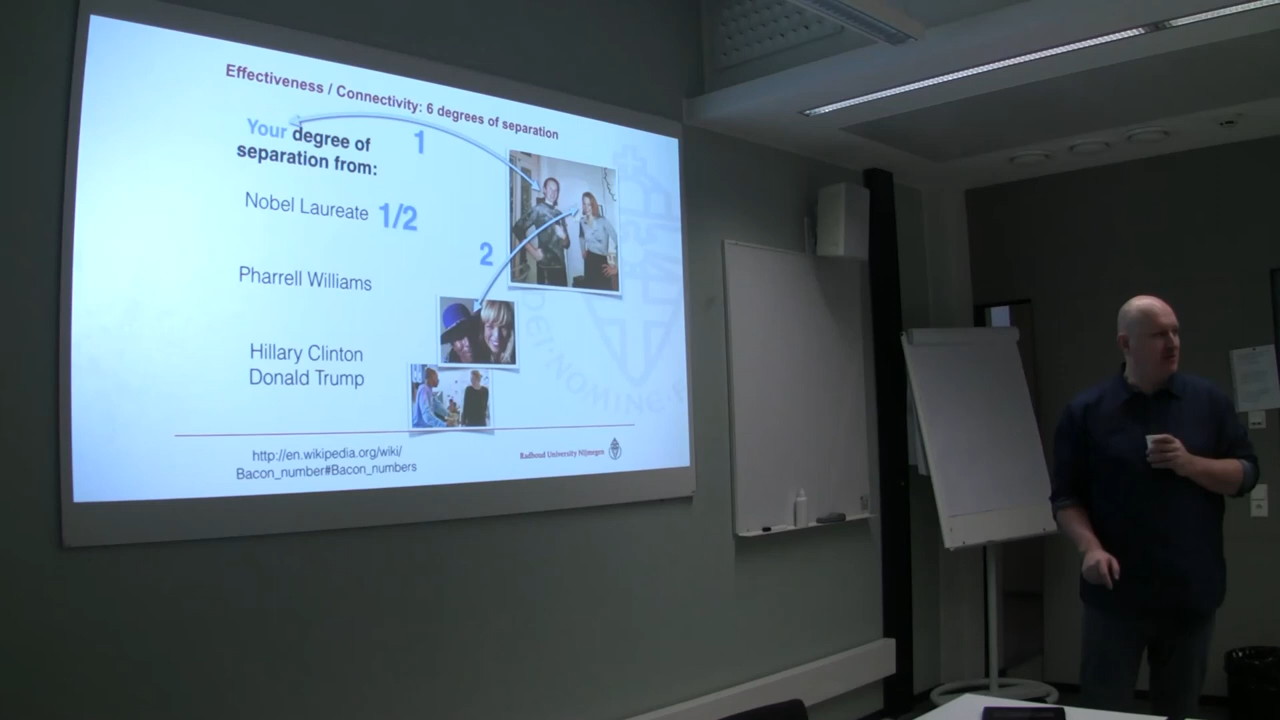 Effectiveness / Connectivity: 6 degrees of separation
Your degree of
separation from:
1
Nobel Laureate 1/2
2
Pharrell Williams
Hillary Clinton
Donald Trump
http://en.wikipedia.org/wiki/
Bacon_number#Bacon_numbers
Radboud University Nijmegen